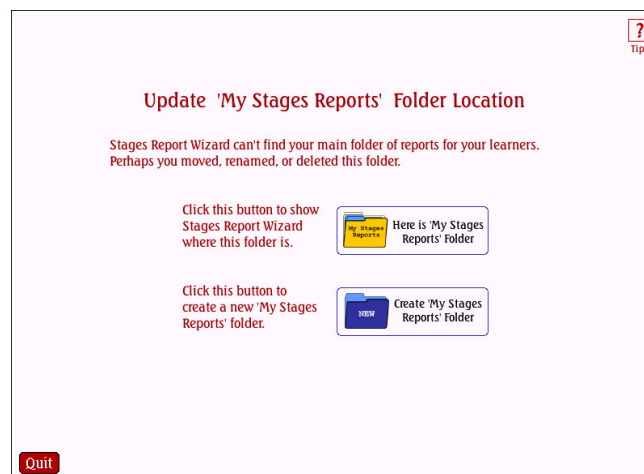 ?
Tip
Update 'My Stages Reports' Folder Location
Stages Report Wizard can't find your main folder of reports for your learners.
Perhaps you moved, renamed, or deleted this folder.
Click this button to show
Stages Report Wizard
where this folder is.
My Stages
Reports
Here is 'My Stages
Reports' Folder
Click this button to
create a new 'My Stages
Reports' folder.
NEW
Create 'My Stages
Reports' Folder
Quit